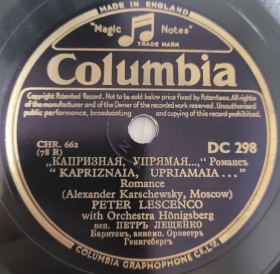 MADE IN ENGLAND
"Magic Notes"
TRADE MARK
Columbia
Copyright Patented Record. Not to be sold below price fixed by Patentees. All rights
of the manufacturer and of the Owner of the recorded work reserved. Unauthorised
public performance, broadcasting and copying of this record prohibited.
CHR. 662
(78 R)
DC 298
„КАПРИЗНАЯ, УПРЯМАЯ...," Романсъ
"KAPRIZNAIA, UPRIAMAIA . . ."
Romance
(Alexander Karschewsky, Moscow)
PETER LESCENCO
with Orchestra Hönigsberg
исп. ПЕТРЪ ЛЕЩЕНКО
Баритонъ, аккомп. Оркестръ
Генигсбергъ
COLUMBIA GRAPHOPHONE Co., LTD.